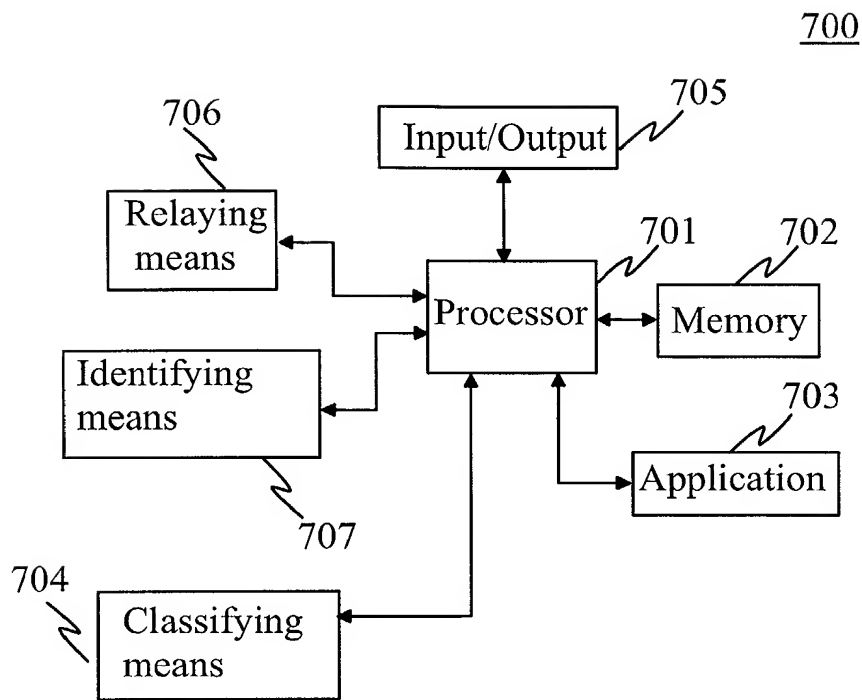 700
706
705
Input/Output
Relaying
means
701
702
Processor
Memory
Identifying
means
703
Application
707
704
Classifying
means